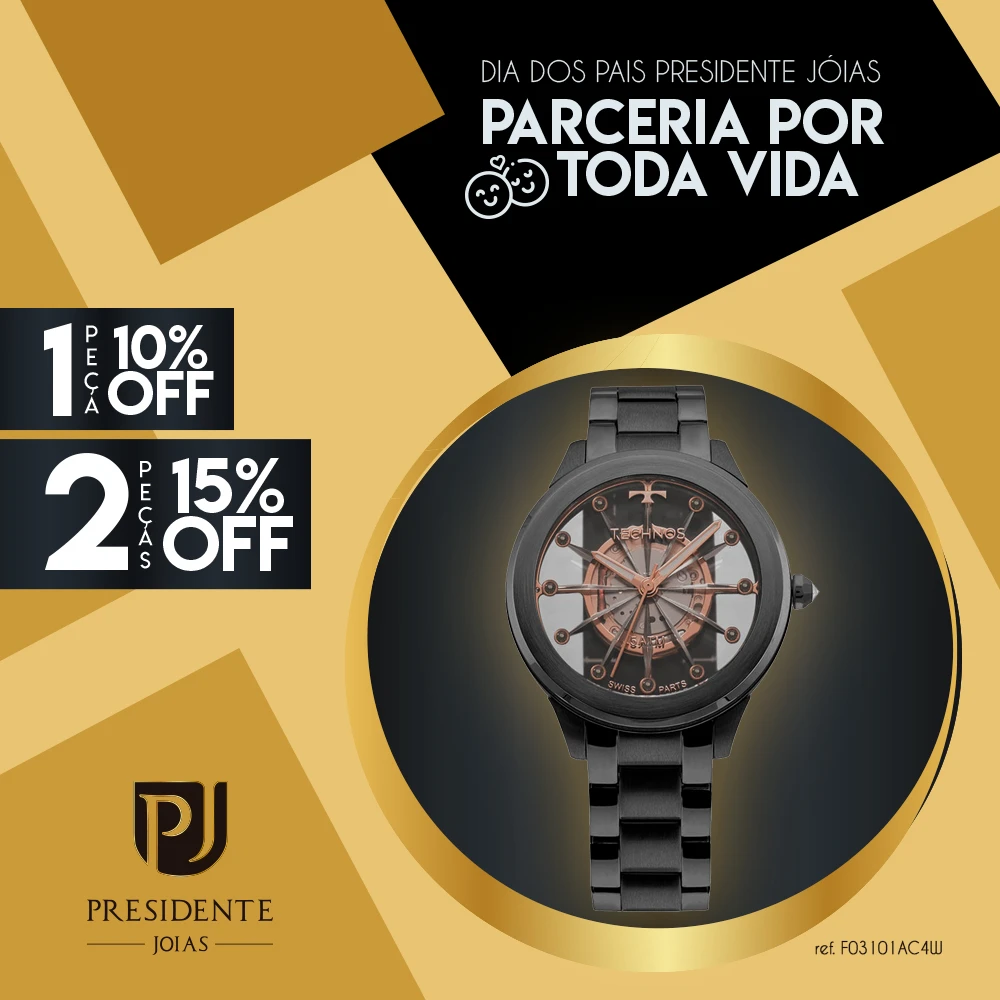 DIA DOS PAIS PRESIDENTE JÓIAS
PARCERIA POR
TODA VIDA
1 PEÇA 10%
OFF
2 PEÇAS 15%
OFF
TECHNOS
SWISS PARTS
PJ
PRESIDENTE
JOIAS
ref. F03101AC4W